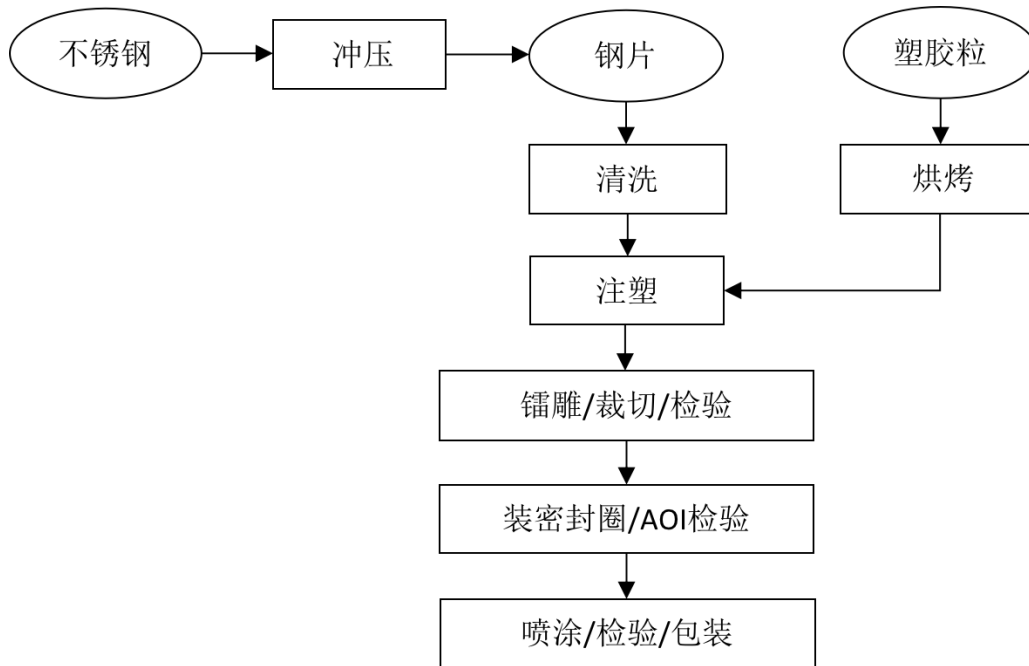 不锈钢
冲压
钢片
塑胶粒
清洗
烘烤
注塑
镭雕/裁切/检验
装密封圈/AOI检验
喷涂/检验/包装